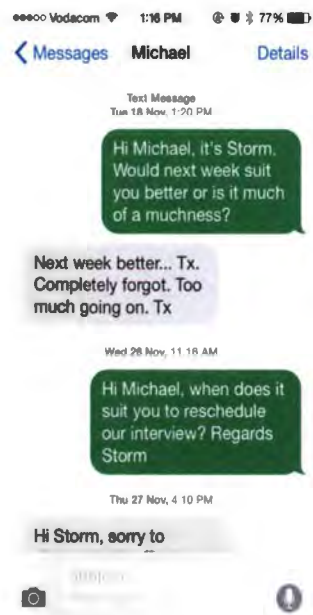 Vodacom 1:16 PM 77%
Messages Michael Details
Text Message
Tue 18 Nov, 1:20 PM
Hi Michael, it's Storm.
Would next week suit
you better or is it much
of a muchness?
Next week better... Tx.
Completely forgot. Too
much going on. Tx
Wed 26 Nov, 11:16 AM
Hi Michael, when does it
suit you to reschedule
our interview? Regards
Storm
Thu 27 Nov, 4:10 PM
Hi Storm, sorry to